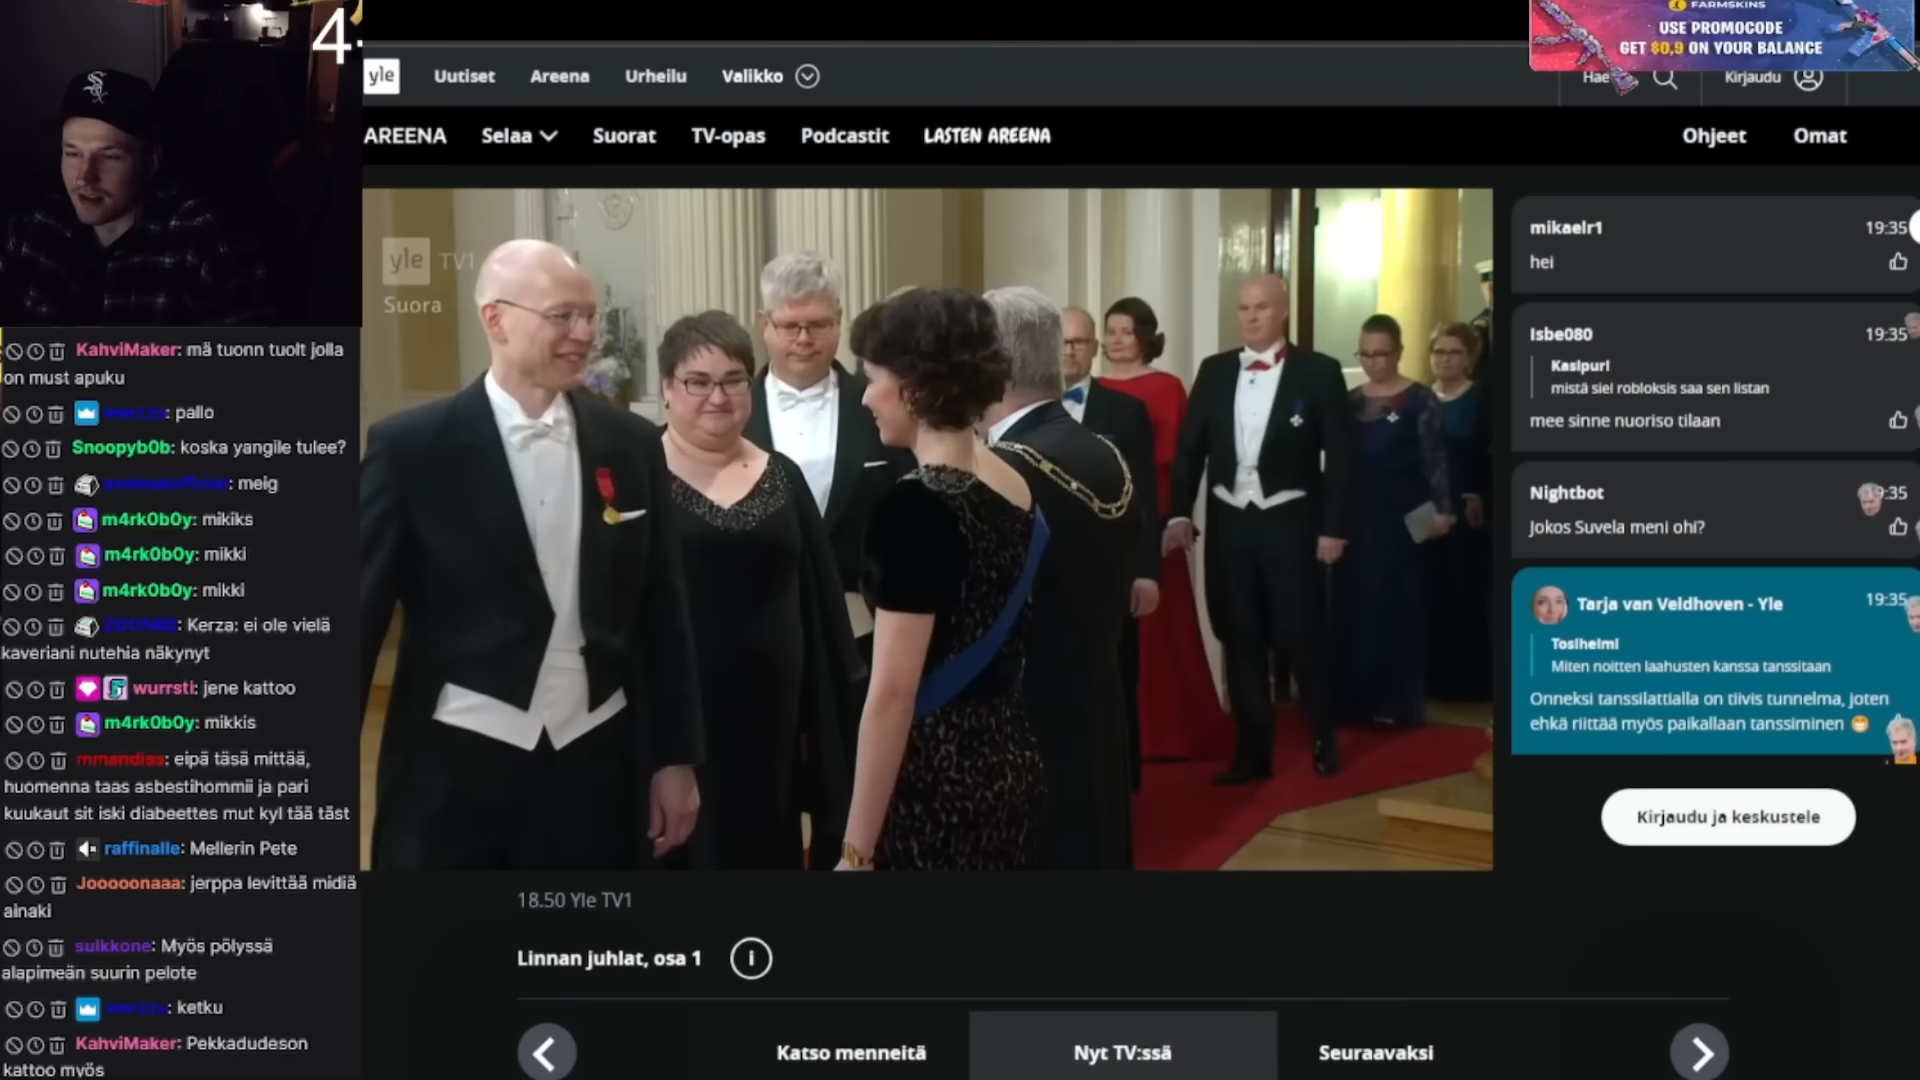 4
FARMSKINS
USE PROMOCODE
GET $0,9 ON YOUR BALANCE
yle
Uutiset
Areena
Urheilu
Valikko
Hae
Kirjaudu
AREENA
Selaa
Suorat
TV-opas
Podcastit
LASTEN AREENA
Ohjeet
Omat
yle TV1
Suora
KahviMaker: mä tuonn tuolt jolla
on must apuku
: pallo
Snoopyb0b: koska yangile tulee?
: meig
m4rk0b0y: mikiks
m4rk0b0y: mikki
m4rk0b0y: mikki
: Kerza: ei ole vielä
kaveriani nutehia näkynyt
wurrsti: jene kattoo
m4rk0b0y: mikkis
mmandiss: eipä täsä mittää,
huomenna taas asbestihommii ja pari
kuukaut sit iski diabeettes mut kyl tää täst
raffinalle: Mellerin Pete
Jooooonaaa: jerppa levittää midiä
ainaki
sulkkone: Myös pölyssä
alapimeän suurin pelote
: ketku
KahviMaker: Pekkadudeson
kattoo myös
mikaelr1
19:35
hei
Isbe080
19:35
Kasipuri
mistä siel robloksis saa sen listan
mee sinne nuoriso tilaan
Nightbot
19:35
Jokos Suvela meni ohi?
Tarja van Veldhoven - Yle
19:35
Tosiheimi
Miten noitten laahusten kanssa tanssitaan
Onneksi tanssilattialla on tiivis tunnelma, joten
ehkä riittää myös paikallaan tanssiminen
Kirjaudu ja keskustele
18.50 Yle TV1
Linnan juhlat, osa 1
i
Katso menneitä
Nyt TV:ssä
Seuraavaksi